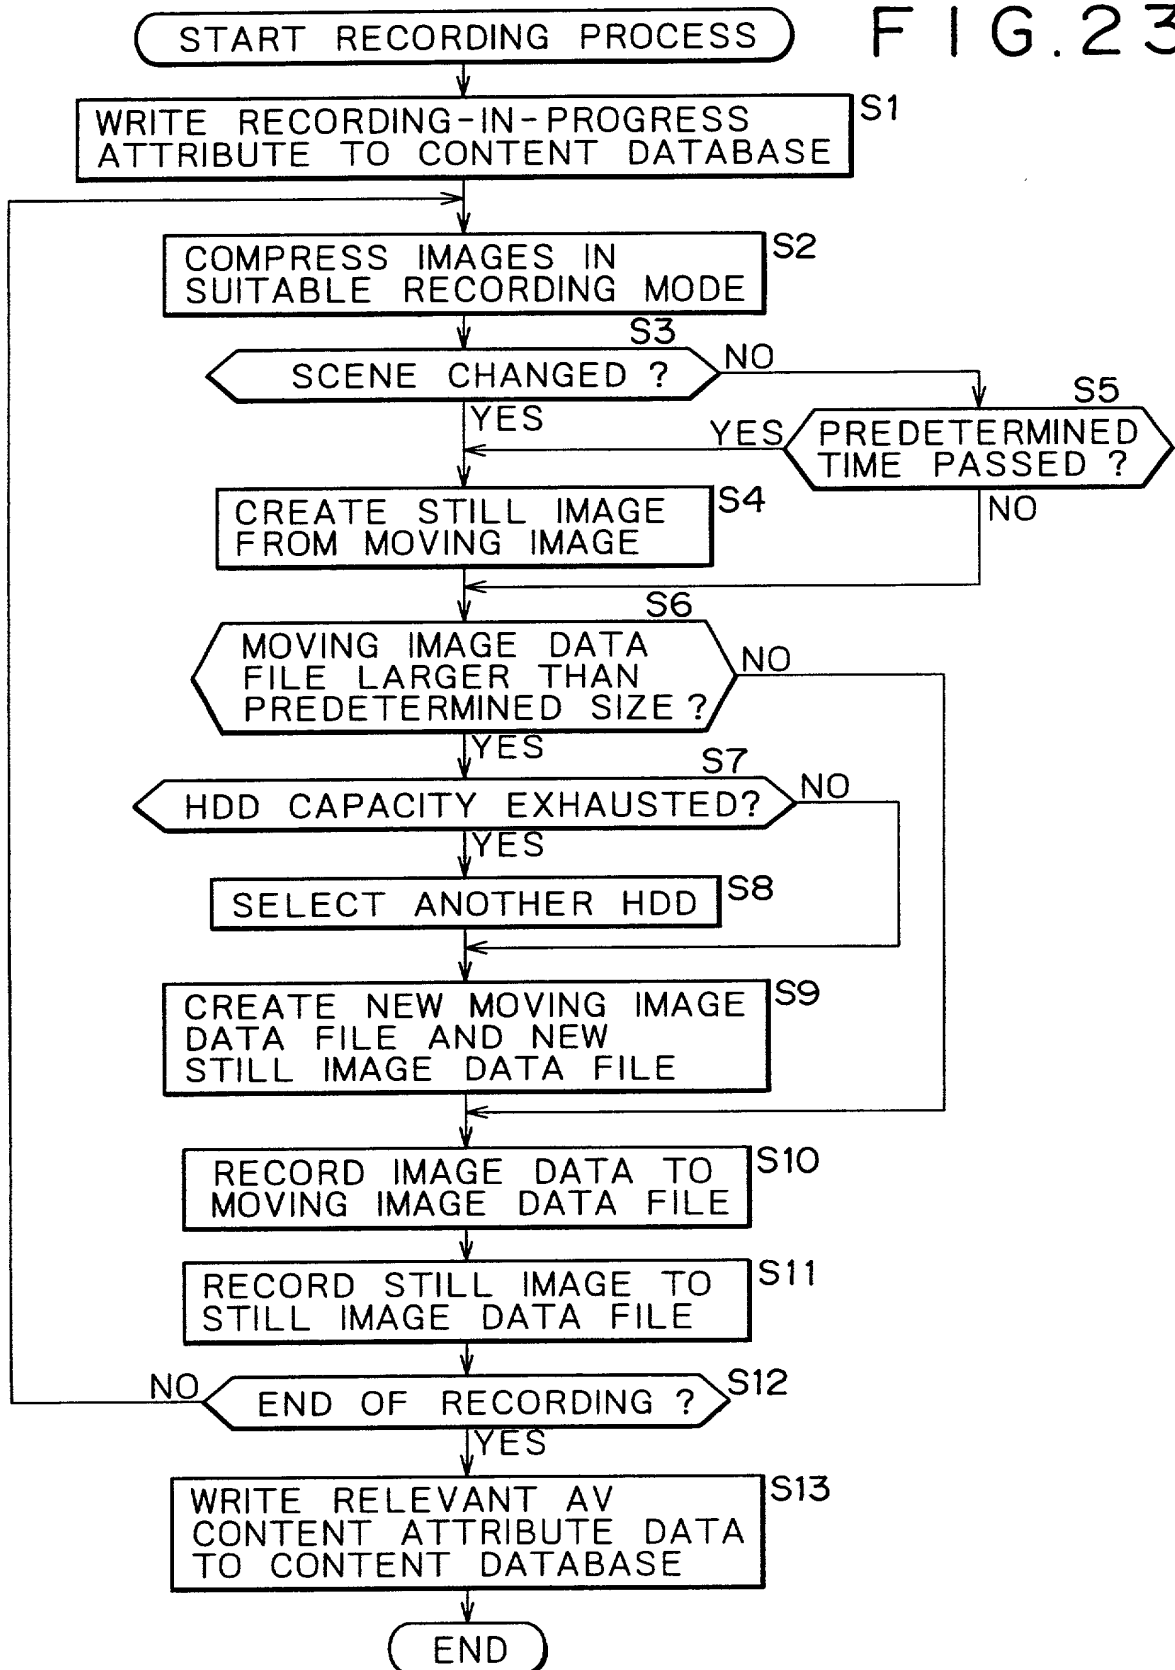 START RECORDING PROCESS
FIG.23
S1
WRITE RECORDING-IN-PROGRESS
ATTRIBUTE TO CONTENT DATABASE
S2
COMPRESS IMAGES IN
SUITABLE RECORDING MODE
S3
SCENE CHANGED ?
NO
YES
S5
PREDETERMINED
TIME PASSED ?
YES
NO
S4
CREATE STILL IMAGE
FROM MOVING IMAGE
S6
MOVING IMAGE DATA
FILE LARGER THAN
PREDETERMINED SIZE ?
NO
YES
S7
HDD CAPACITY EXHAUSTED?
NO
YES
S8
SELECT ANOTHER HDD
S9
CREATE NEW MOVING IMAGE
DATA FILE AND NEW
STILL IMAGE DATA FILE
S10
RECORD IMAGE DATA TO
MOVING IMAGE DATA FILE
S11
RECORD STILL IMAGE TO
STILL IMAGE DATA FILE
S12
NO
END OF RECORDING ?
YES
S13
WRITE RELEVANT AV
CONTENT ATTRIBUTE DATA
TO CONTENT DATABASE
END